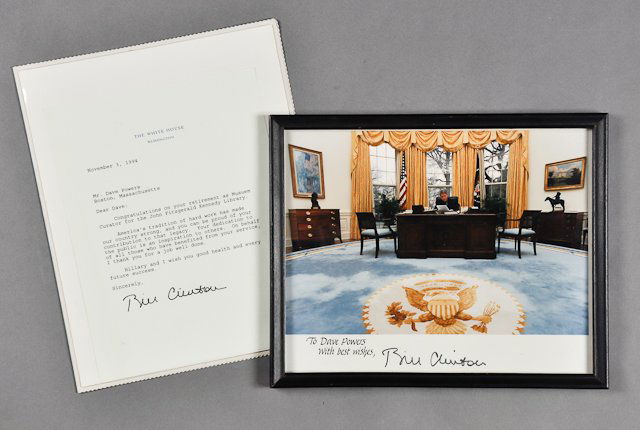 THE WHITE HOUSE
WASHINGTON
November 3, 1994
Mr. Dave Powers
Boston, Massachusetts
Dear Dave:
Congratulations on your retirement as Museum
Curator for the John Fitzgerald Kennedy Library.
America's tradition of hard work has made
our country strong, and you can be proud of your
contribution to that legacy. Your dedication to
the public is an inspiration to others. On behalf
of all those who have benefited from your service,
I thank you for a job well done.
Hillary and I wish you good health and every
future success.
Sincerely,
Bill Clinton
To Dave Powers
With best wishes, Bill Clinton